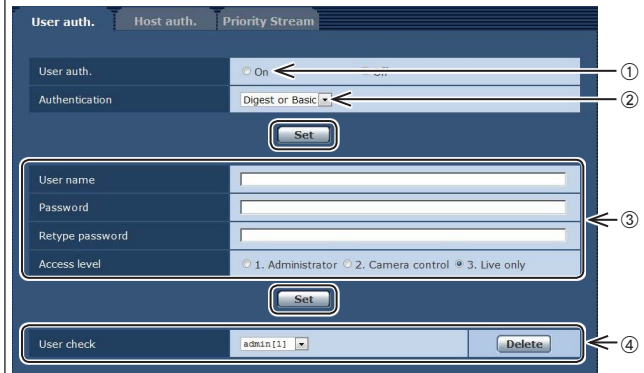 User auth. Host auth. Priority Stream
User auth. On Off ①
Authentication Digest or Basic ②
Set
User name
Password
③
Retype password
Access level 1. Administrator 2. Camera control 3. Live only
Set
User check admin[1] Delete ④